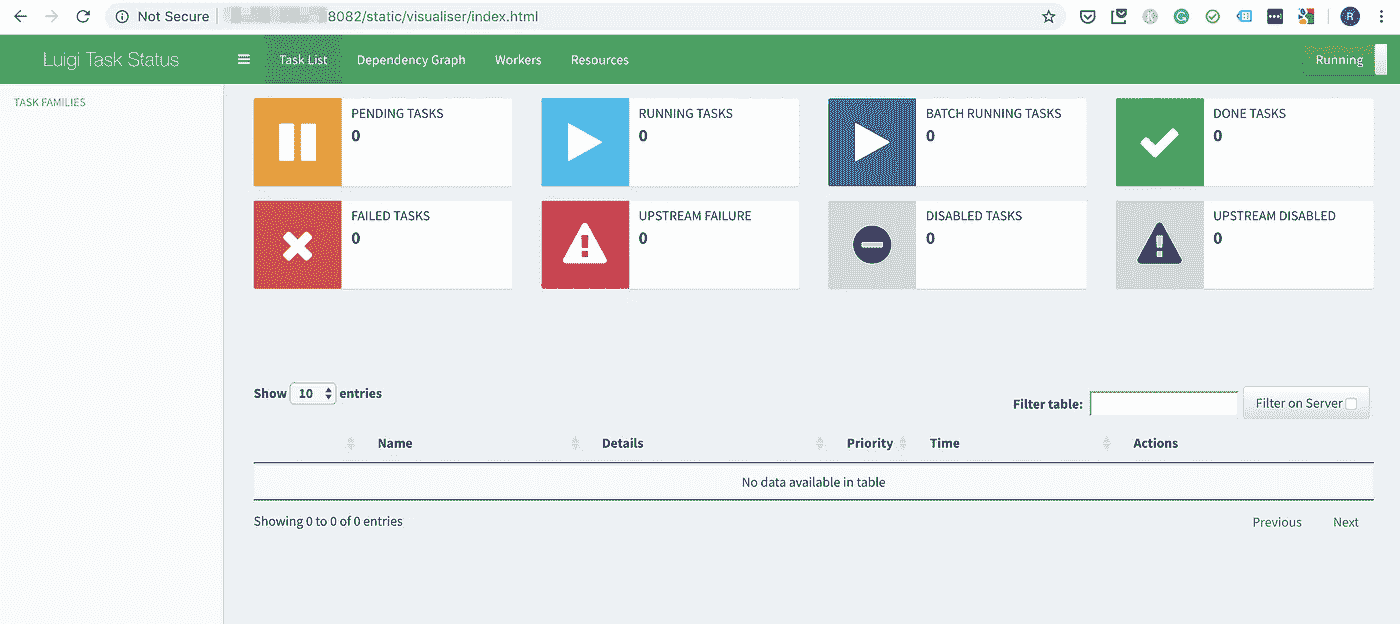 Not Secure 8082/static/visualiser/index.html R
Luigi Task Status Task List Dependency Graph Workers Resources Running
TASK FAMILIES
PENDING TASKS RUNNING TASKS BATCH RUNNING TASKS DONE TASKS
0 0 0 0
FAILED TASKS UPSTREAM FAILURE DISABLED TASKS UPSTREAM DISABLED
0 0 0 0
Show 10 entries
Filter table: Filter on Server
Name Details Priority Time Actions
No data available in table
Showing 0 to 0 of 0 entries Previous Next